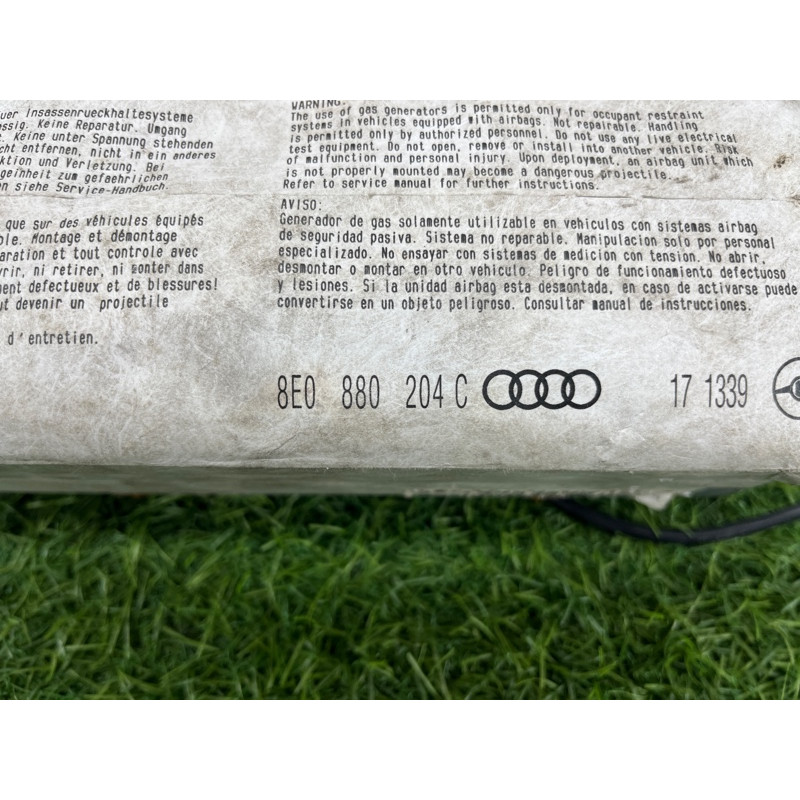 uer Insassenrueckhaltesysteme
ssig. Keine Reparatur. Umgang
. Keine unter Spannung stehenden
cht entfernen, nicht in ein anderes
ktion und Verletzung. Bei
geinheit zum gefaehrlichen
n siehe Service-Handbuch.
WARNING:
The use of gas generators is permitted only for occupant restraint
systems in vehicles equipped with airbags. Not repairable. Handling
is permitted only by authorized personnel. Do not use any live electrical
test equipment. Do not open, remove or install into another vehicle. Risk
of malfunction and personal injury. Upon deployment, an airbag unit which
is not properly mounted may become a dangerous projectile.
Refer to service manual for further instructions.
que sur des véhicules équipés
ble. Montage et démontage
aration et tout controle avec
vrir, ni retirer, ni monter dans
ment defectueux et de blessures!
ut devenir un projectile
d'entretien.
AVISO:
Generador de gas solamente utilizable en vehiculos con sistemas airbag
de seguridad pasiva. Sistema no reparable. Manipulacion solo por personal
especializado. No ensayar con sistemas de medicion con tension. No abrir,
desmontar o montar en otro vehiculo. Peligro de funcionamiento defectuoso
y lesiones. Si la unidad airbag esta desmontada, en caso de activarse puede
convertirse en un objeto peligroso. Consultar manual de instrucciones.
8E0 880 204 C 17 1339